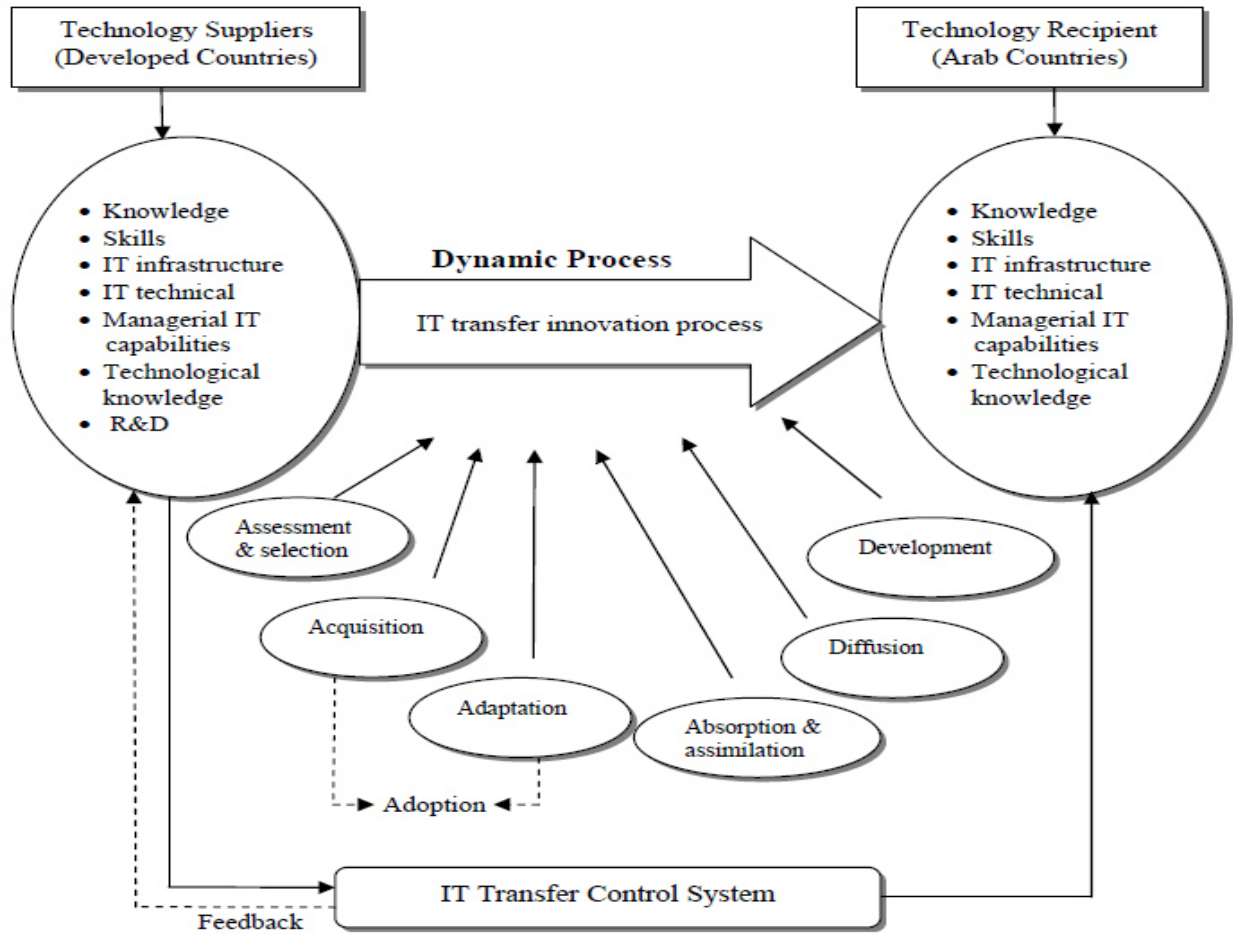 Technology Suppliers
(Developed Countries)
Technology Recipient
(Arab Countries)
• Knowledge
• Skills
• IT infrastructure
• IT technical
• Managerial IT
capabilities
• Technological
knowledge
• R&D
Dynamic Process
IT transfer innovation process
• Knowledge
• Skills
• IT infrastructure
• IT technical
• Managerial IT
capabilities
• Technological
knowledge
Assessment
& selection
Acquisition
Adaptation
Absorption &
assimilation
Diffusion
Development
Adoption
IT Transfer Control System
Feedback